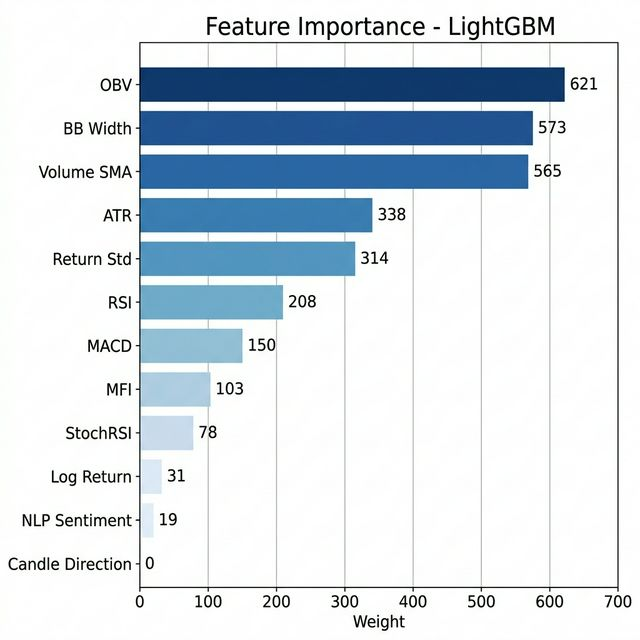 Feature Importance - LightGBM
OBV 621
BB Width 573
Volume SMA 565
ATR 338
Return Std 314
RSI 208
MACD 150
MFI 103
StochRSI 78
Log Return 31
NLP Sentiment 19
Candle Direction 0
0 100 200 300 400 500 600 700
Weight